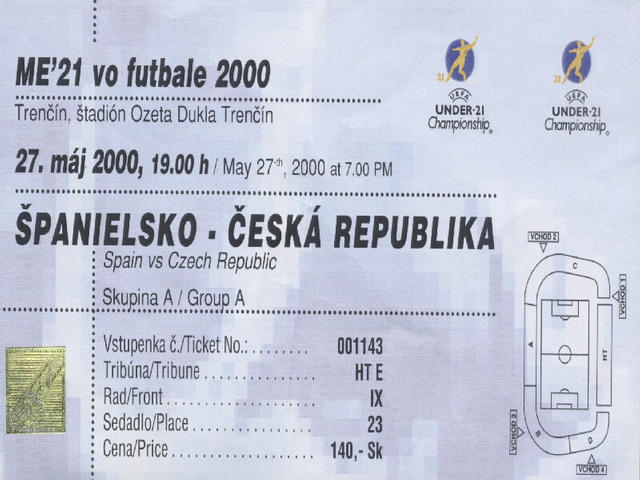 ME'21 vo futbale 2000
Trenčín, štadión Ozeta Dukla Trenčín
27. máj 2000, 19.00 h / May 27th, 2000 at 7.00 PM
21
UEFA
UNDER-21
Championship®
21
UEFA
UNDER-21
Championship®
ŠPANIELSKO - ČESKÁ REPUBLIKA
Spain vs Czech Republic
Skupina A / Group A
Vstupenka č./Ticket No.: ........ 001143
Tribúna/Tribune .............. HT E
Rad/Front .................... IX
Sedadlo/Place ................ 23
Cena/Price ................... 140,- Sk
VCHOD 2
VCHOD 1
C
A
HT
B
D
VCHOD 3
VCHOD 4